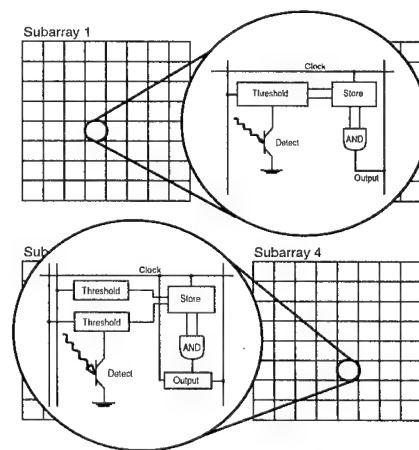 Subarray 1
Clock
Threshold
Store
AND
Detect
Output
Sub
Subarray 4
Clock
Threshold
Store
Threshold
AND
Detect
Output